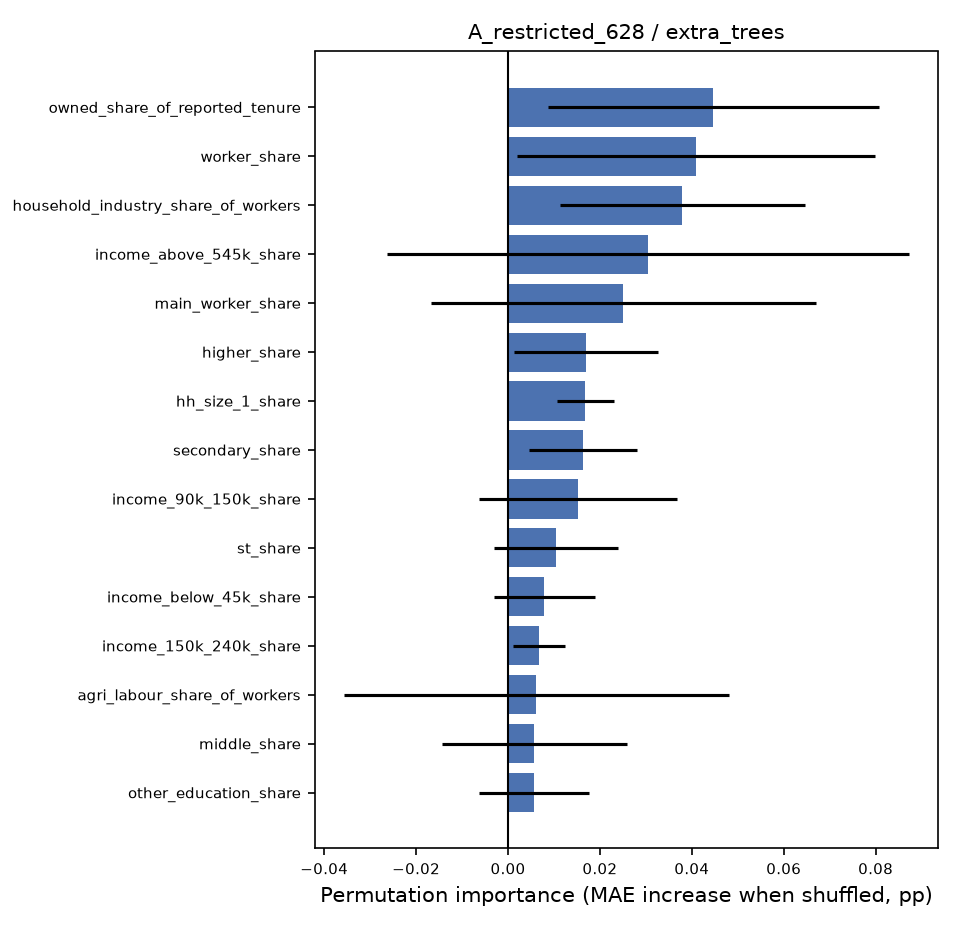 A_restricted_628 / extra_trees
owned_share_of_reported_tenure
worker_share
household_industry_share_of_workers
income_above_545k_share
main_worker_share
higher_share
hh_size_1_share
secondary_share
income_90k_150k_share
st_share
income_below_45k_share
income_150k_240k_share
agri_labour_share_of_workers
middle_share
other_education_share
−0.04 −0.02 0.00 0.02 0.04 0.06 0.08
Permutation importance (MAE increase when shuffled, pp)